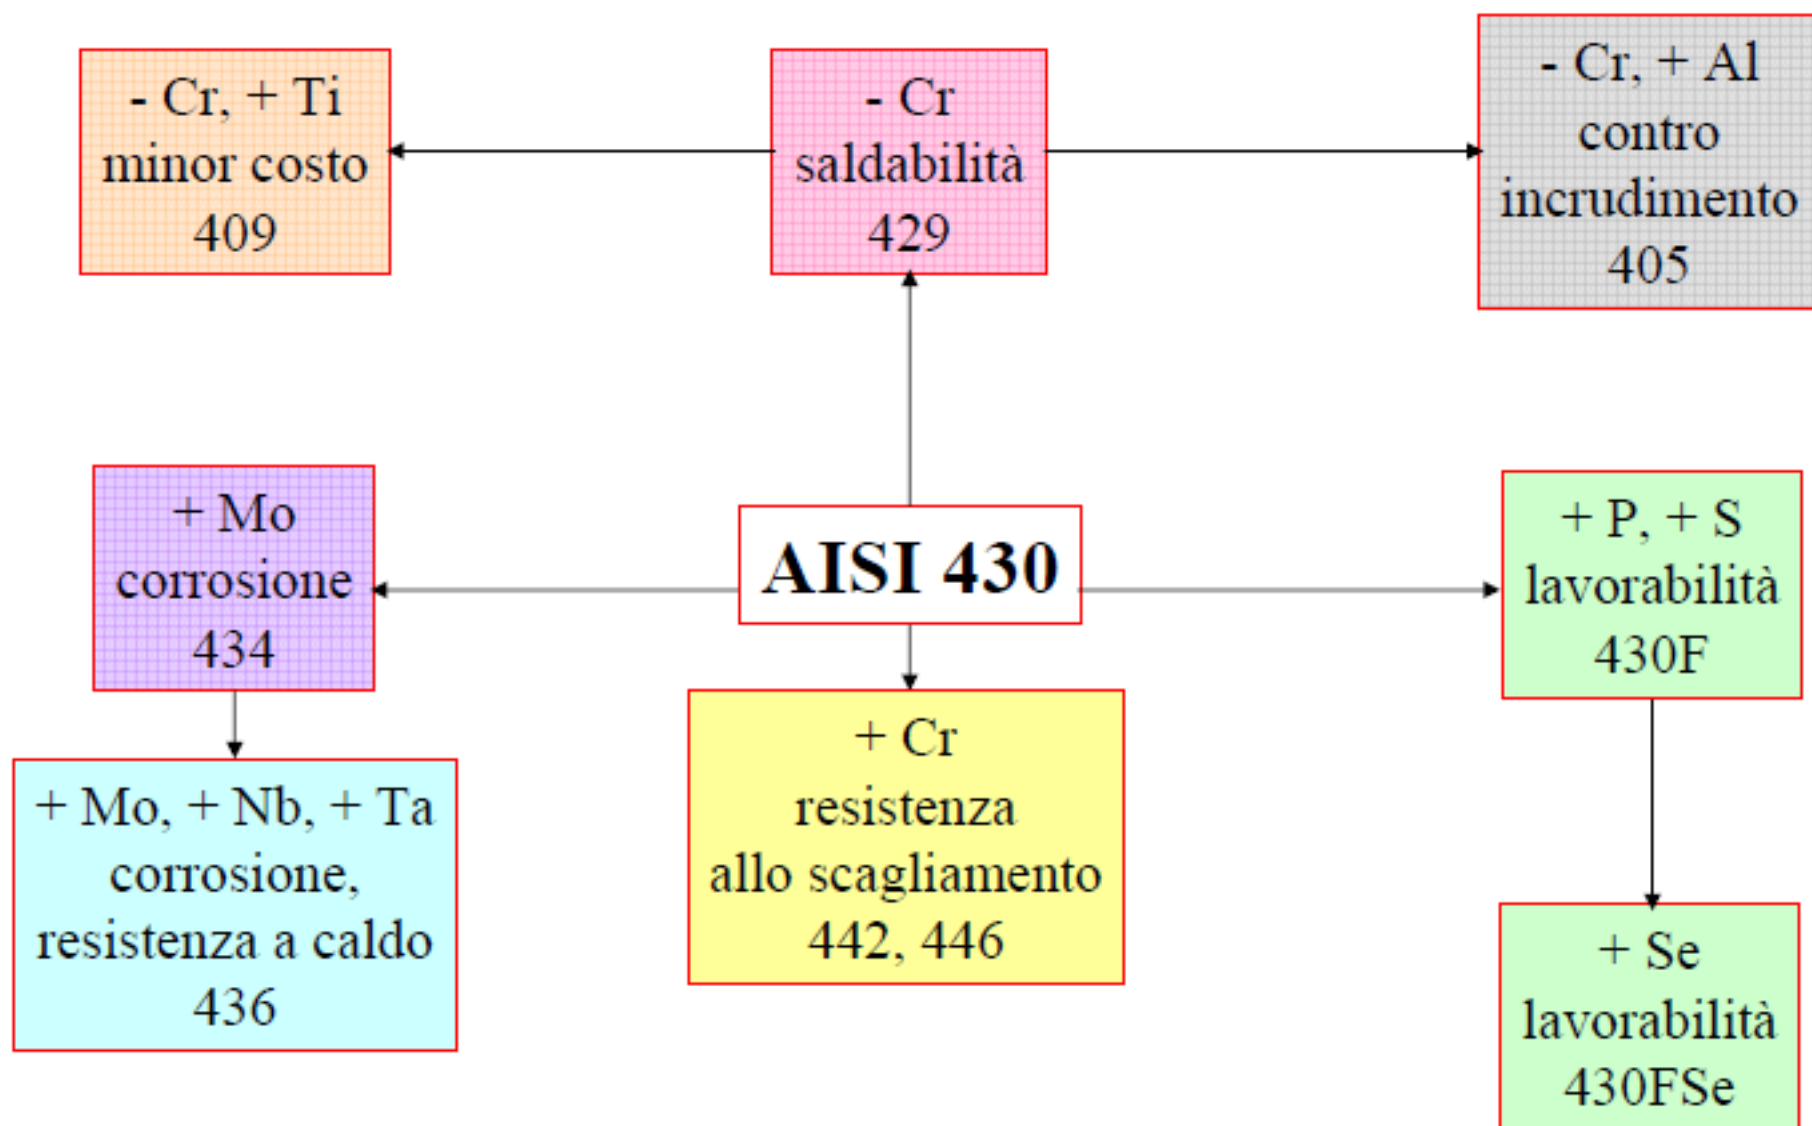 - Cr, + Ti
minor costo
409
- Cr
saldabilità
429
- Cr, + Al
contro
incrudimento
405
+ Mo
corrosione
434
AISI 430
+ P, + S
lavorabilità
430F
+ Mo, + Nb, + Ta
corrosione,
resistenza a caldo
436
+ Cr
resistenza
allo scagliamento
442, 446
+ Se
lavorabilità
430FSe